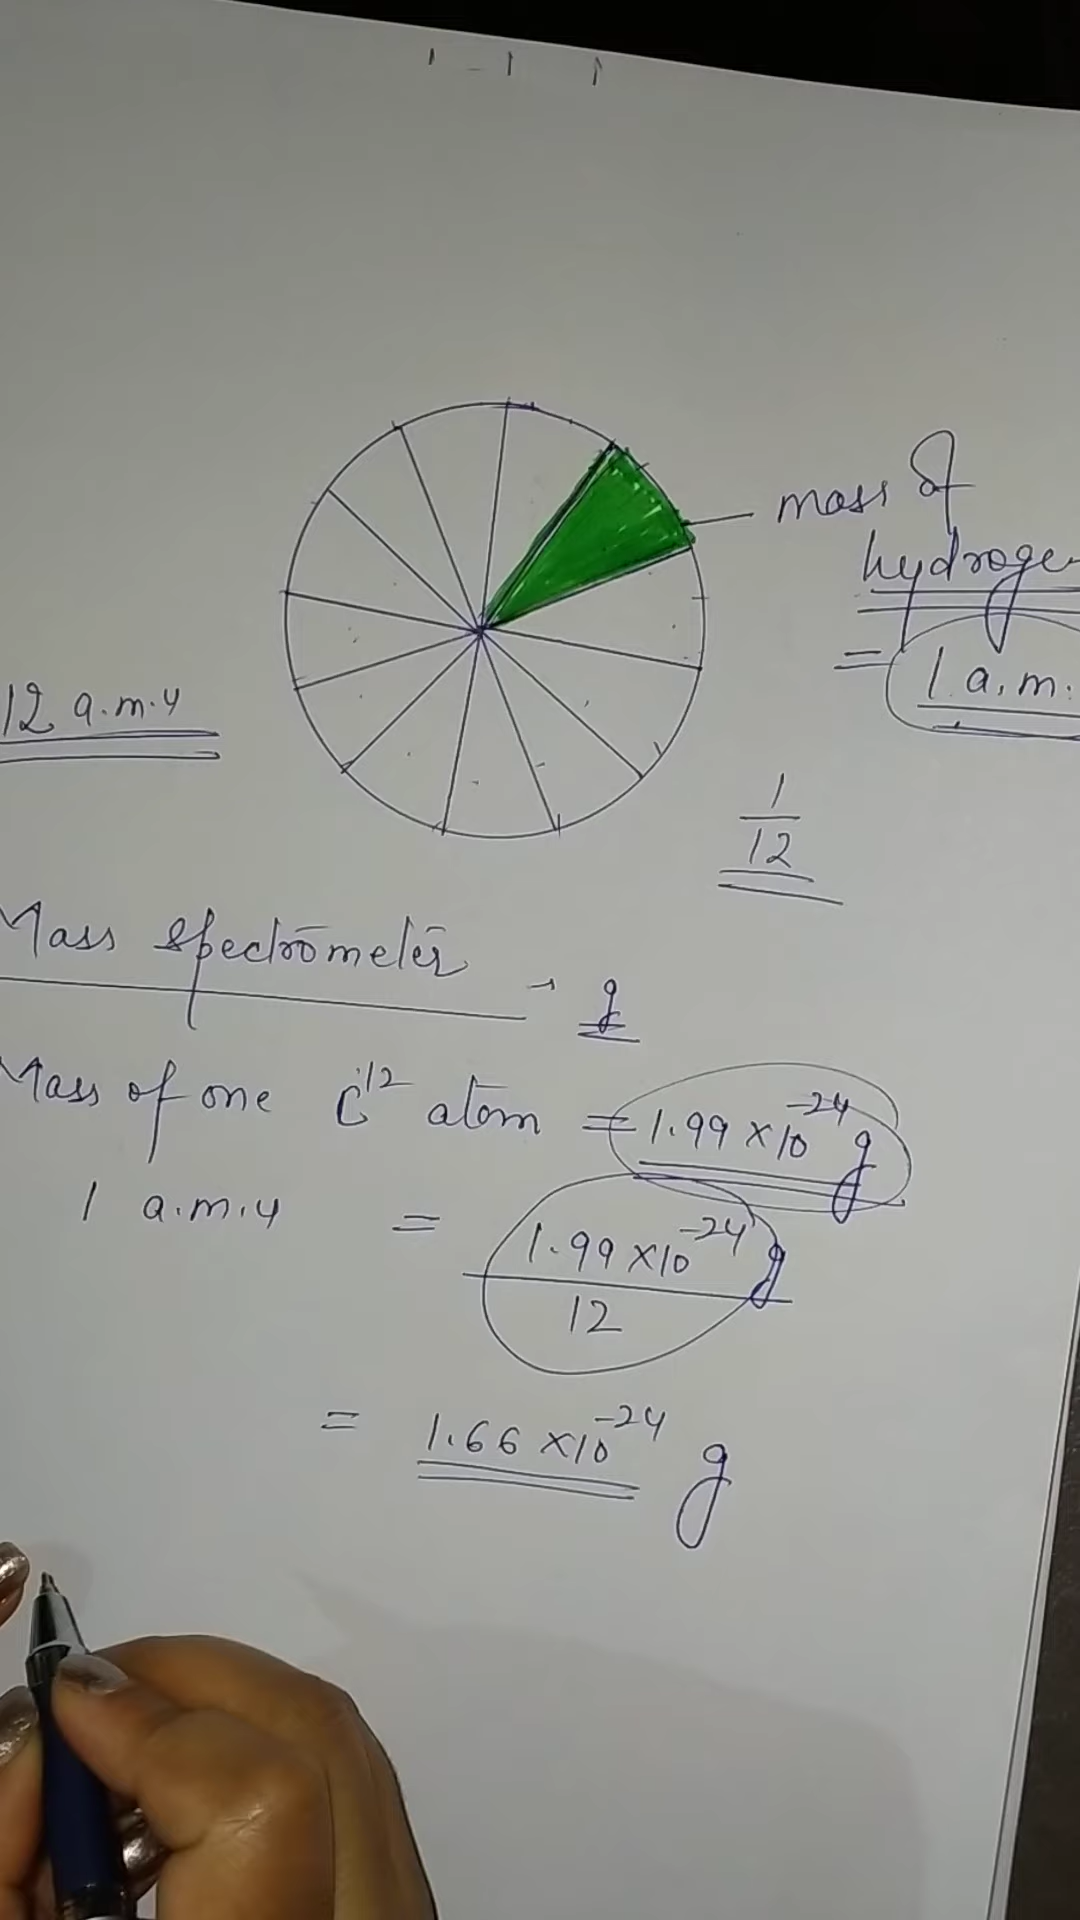 mass of
hydroge
= 1 a.m.
12 a.m.u
1
12
Mass spectrometer - g
Mass of one C¹² atom = 1.99 × 10⁻²⁴ g
1 a.m.u = 1.99 × 10⁻²⁴ g
12
= 1.66 × 10⁻²⁴ g